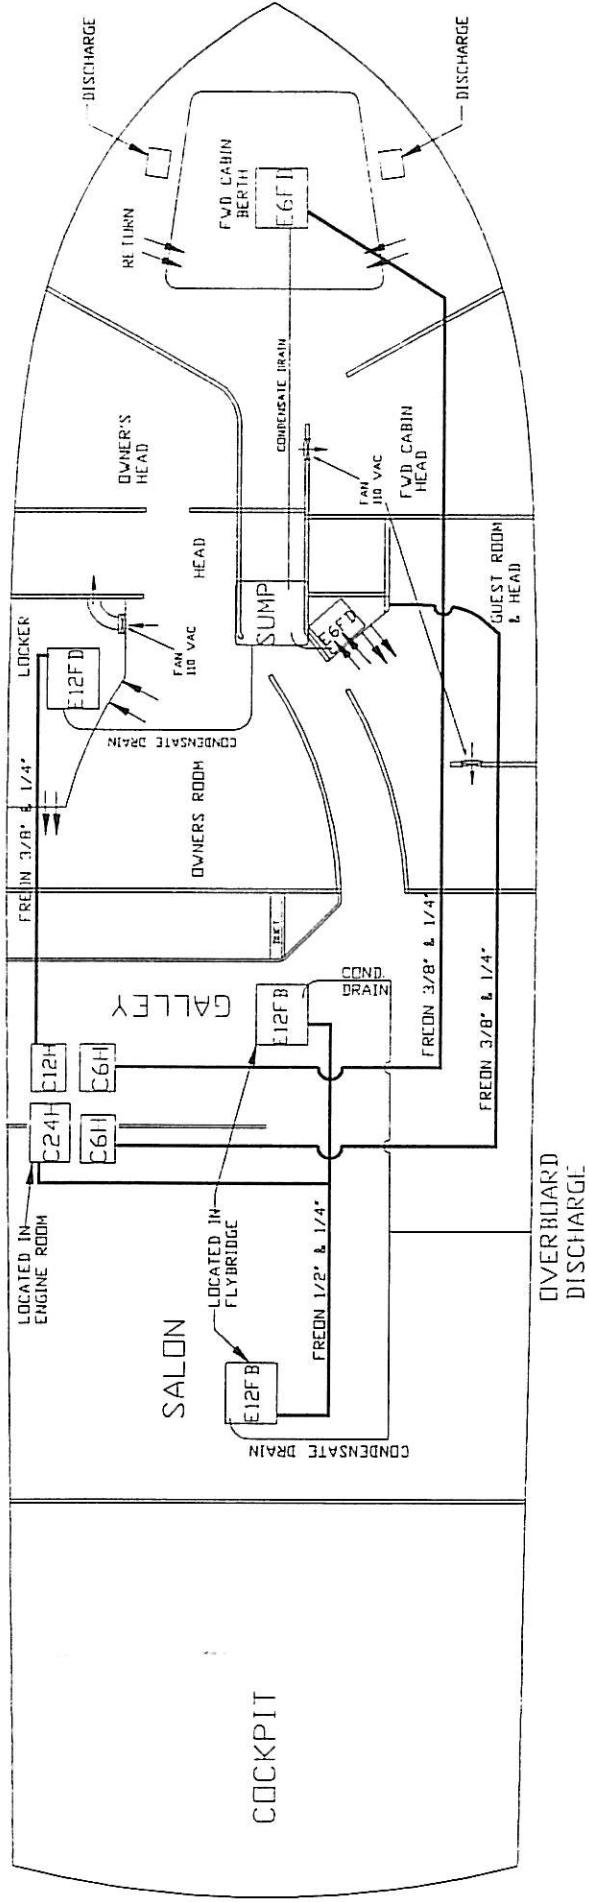 DISCHARGE
DISCHARGE
RETURN
FWD CABIN
BERTH
E6FD
CONDENSATE DRAIN
OWNER'S
HEAD
FAN
110 VAC
FWD CABIN
HEAD
HEAD
SUMP
E6FD
GUEST ROOM
& HEAD
LOCKER
FAN
110 VAC
E12FD
CONDENSATE DRAIN
FREON 3/8" & 1/4"
OWNERS ROOM
DUCT
GALLEY
E12FB
COND.
DRAIN
FREON 3/8" & 1/4"
FREON 3/8" & 1/4"
C12H
C6H
C24H
C6H
LOCATED IN
ENGINE ROOM
LOCATED IN
FLYBRIDGE
FREON 1/2" & 1/4"
SALON
E12FB
CONDENSATE DRAIN
OVERBOARD
DISCHARGE
COCKPIT